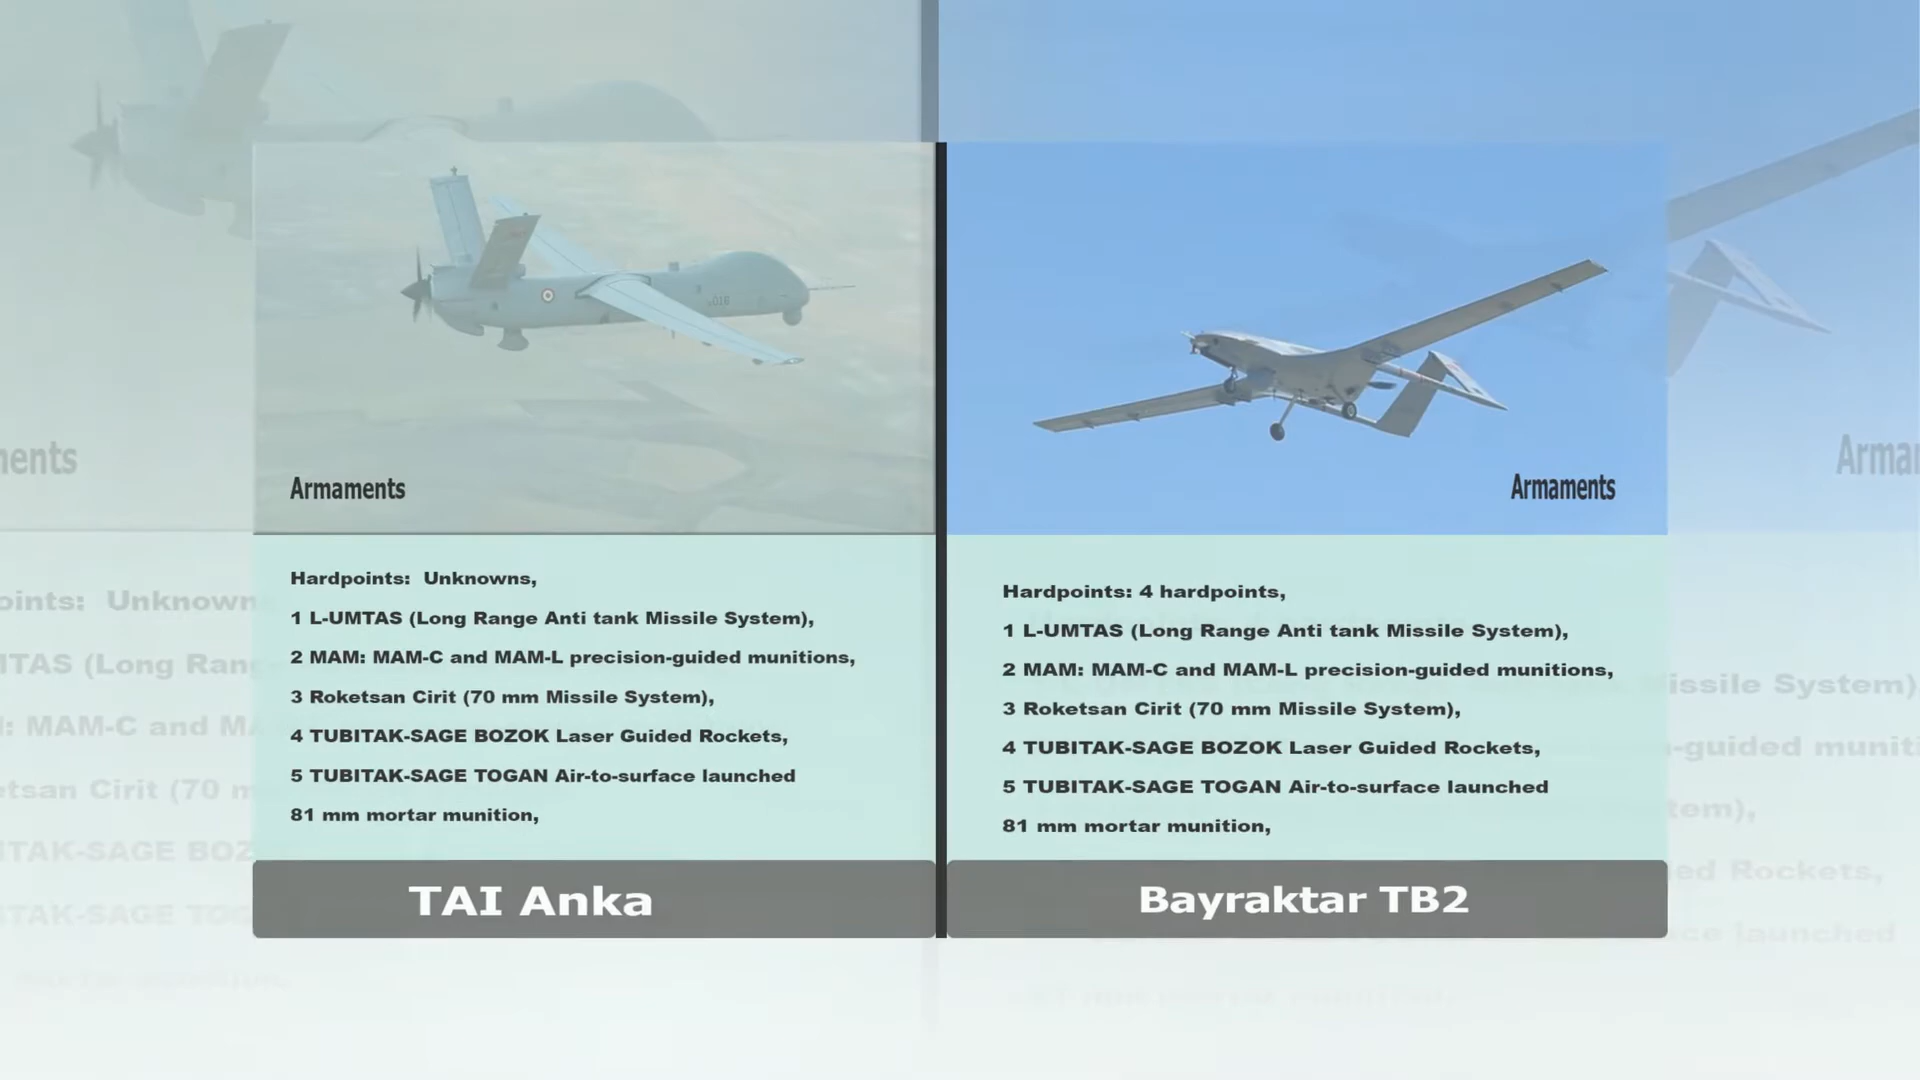 Armaments
Hardpoints:  Unknowns,
1 L-UMTAS (Long Range Anti tank Missile System),
2 MAM: MAM-C and MAM-L precision-guided munitions,
3 Roketsan Cirit (70 mm Missile System),
4 TUBITAK-SAGE BOZOK Laser Guided Rockets,
5 TUBITAK-SAGE TOGAN Air-to-surface launched
81 mm mortar munition,
TAI Anka
Armaments
Hardpoints: 4 hardpoints,
1 L-UMTAS (Long Range Anti tank Missile System),
2 MAM: MAM-C and MAM-L precision-guided munitions,
3 Roketsan Cirit (70 mm Missile System),
4 TUBITAK-SAGE BOZOK Laser Guided Rockets,
5 TUBITAK-SAGE TOGAN Air-to-surface launched
81 mm mortar munition,
Bayraktar TB2